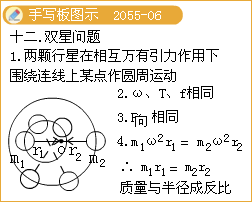 手写板图示 2055-06
十二.双星问题
1.两颗行星在相互万有引力作用下
围绕连线上某点作圆周运动
2.ω、T、f相同
3.F向 相同
4.m₁ω²r₁ = m₂ω²r₂
∴ m₁r₁ = m₂r₂
质量与半径成反比
m₁ r₁ o r₂ m₂